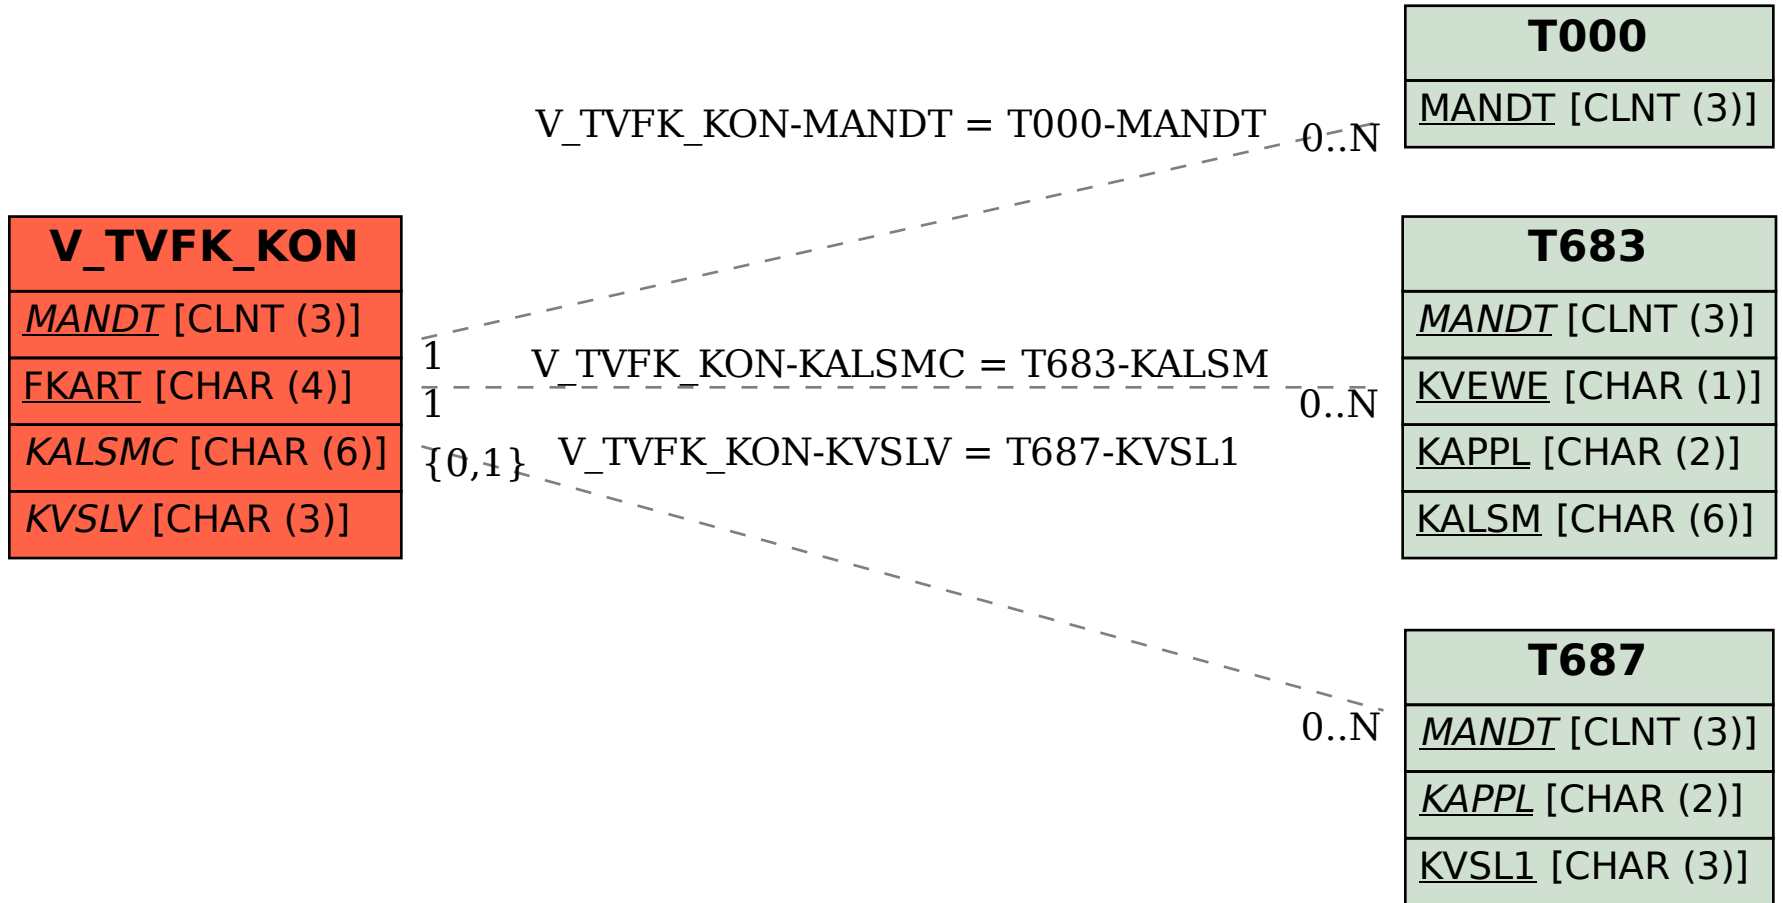 V_TVFK_KON
MANDT [CLNT (3)]
FKART [CHAR (4)]
KALSMC [CHAR (6)]
KVSLV [CHAR (3)]
V_TVFK_KON-MANDT = T000-MANDT
0..N
1
V_TVFK_KON-KALSMC = T683-KALSM
1
0..N
{0,1}
V_TVFK_KON-KVSLV = T687-KVSL1
0..N
T000
MANDT [CLNT (3)]
T683
MANDT [CLNT (3)]
KVEWE [CHAR (1)]
KAPPL [CHAR (2)]
KALSM [CHAR (6)]
T687
MANDT [CLNT (3)]
KAPPL [CHAR (2)]
KVSL1 [CHAR (3)]